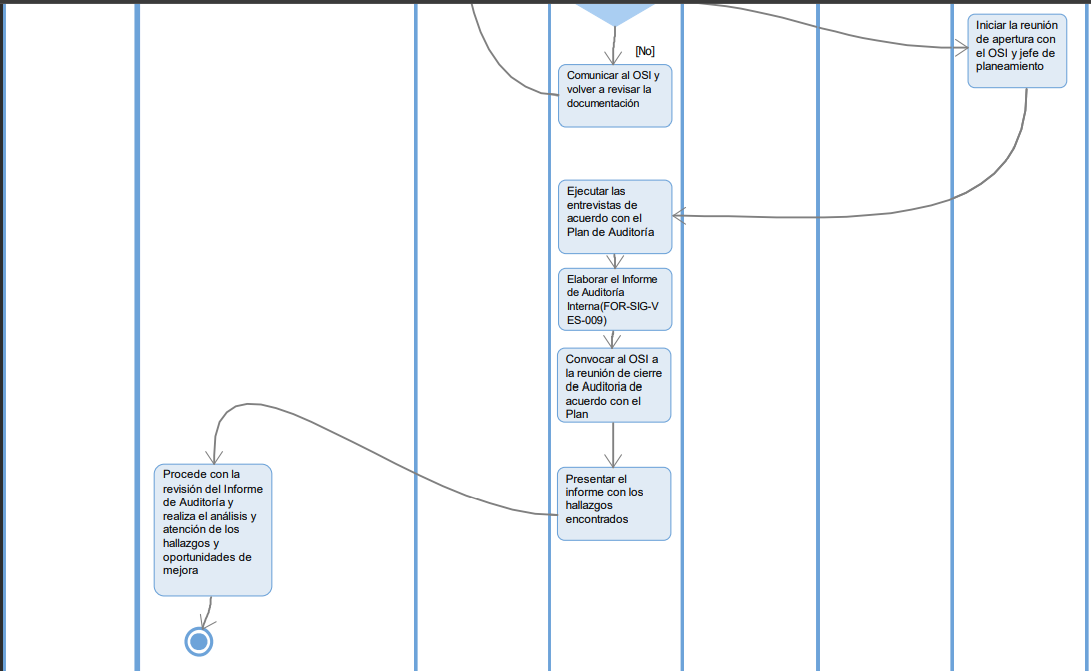 Iniciar la reunión
de apertura con
el OSI y jefe de
planeamiento
[No]
Comunicar al OSI y
volver a revisar la
documentación
Ejecutar las
entrevistas de
acuerdo con el
Plan de Auditoría
Elaborar el Informe
de Auditoría
Interna(FOR-SIG-V
ES-009)
Convocar al OSI a
la reunión de cierre
de Auditoria de
acuerdo con el
Plan
Presentar el
informe con los
hallazgos
encontrados
Procede con la
revisión del Informe
de Auditoría y
realiza el análisis y
atención de los
hallazgos y
oportunidades de
mejora